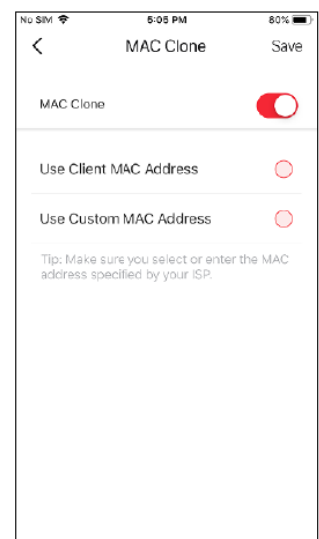 No SIM 5:05 PM 80%
MAC Clone Save
MAC Clone
Use Client MAC Address
Use Custom MAC Address
Tip: Make sure you select or enter the MAC
address specified by your ISP.